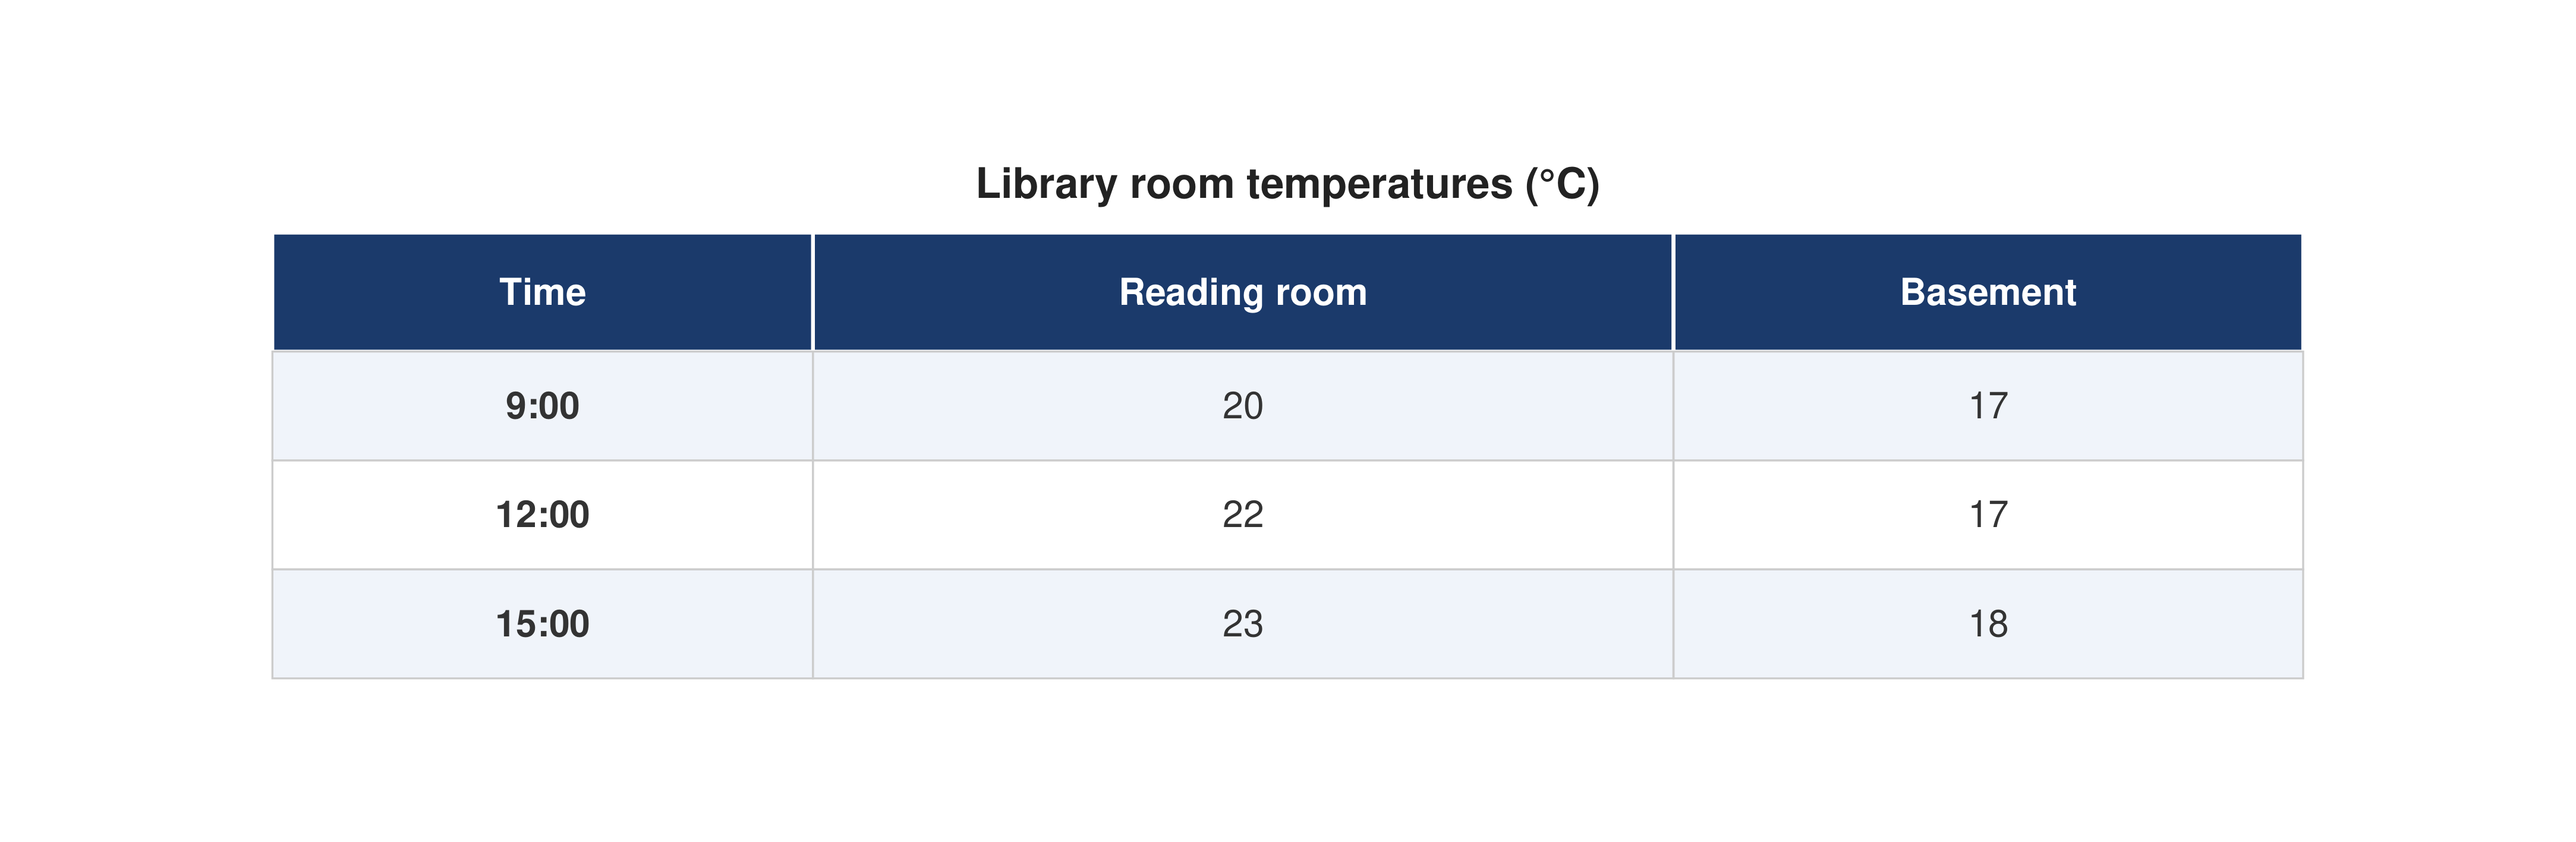 Library room temperatures (°C)
Time Reading room Basement
9:00 20 17
12:00 22 17
15:00 23 18